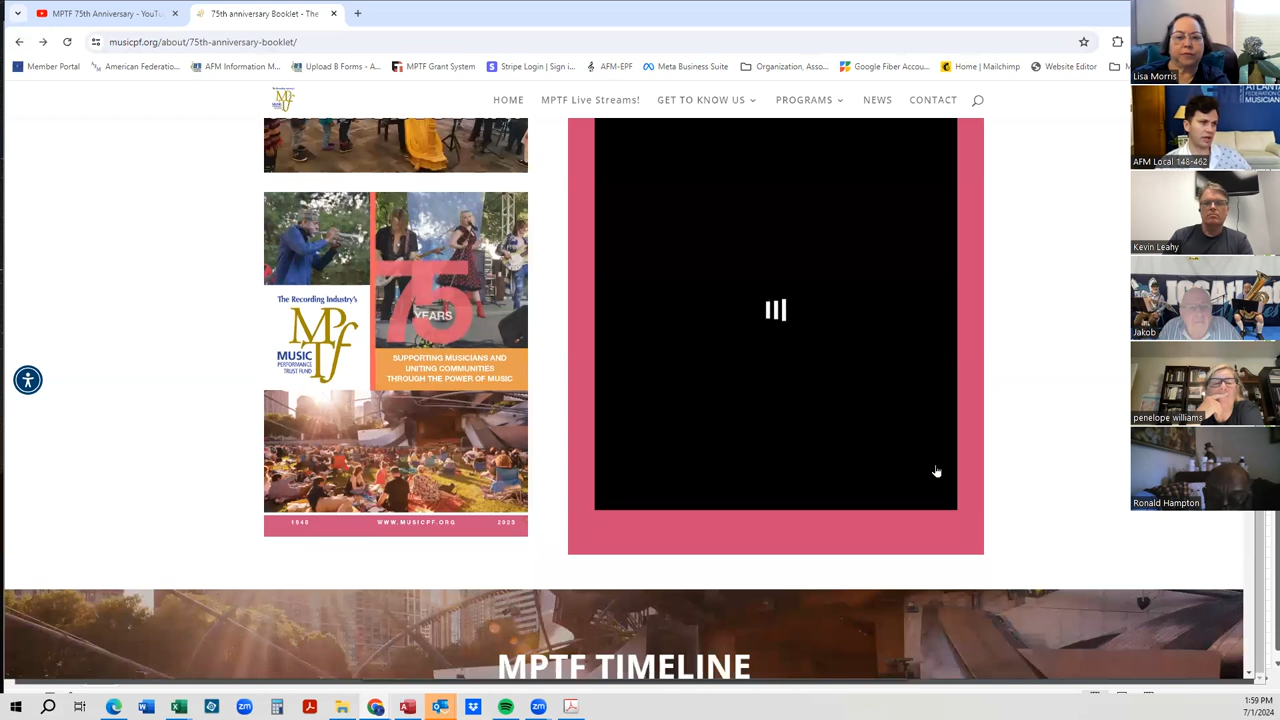 MPTF 75th Anniversary - YouTu
75th anniversary Booklet - The
musicpf.org/about/75th-anniversary-booklet/
Member Portal
American Federatio...
AFM Information M...
Upload B Forms - A...
MPTF Grant System
Stripe Login | Sign i...
AFM-EPF
Meta Business Suite
Organization, Asso...
Google Fiber Accou...
Home | Mailchimp
Website Editor
HOME
MPTF Live Streams!
GET TO KNOW US
PROGRAMS
NEWS
CONTACT
75
YEARS
The Recording Industry's
MPTF
MUSIC
PERFORMANCE
TRUST FUND
SUPPORTING MUSICIANS AND
UNITING COMMUNITIES
THROUGH THE POWER OF MUSIC
1948
WWW.MUSICPF.ORG
2023
MPTF TIMELINE
Lisa Morris
ATLANTA
FEDERATION OF
MUSICIANS
AFM Local 148-462
Kevin Leahy
Jakob
penelope williams
Ronald Hampton
1:59 PM
7/1/2024